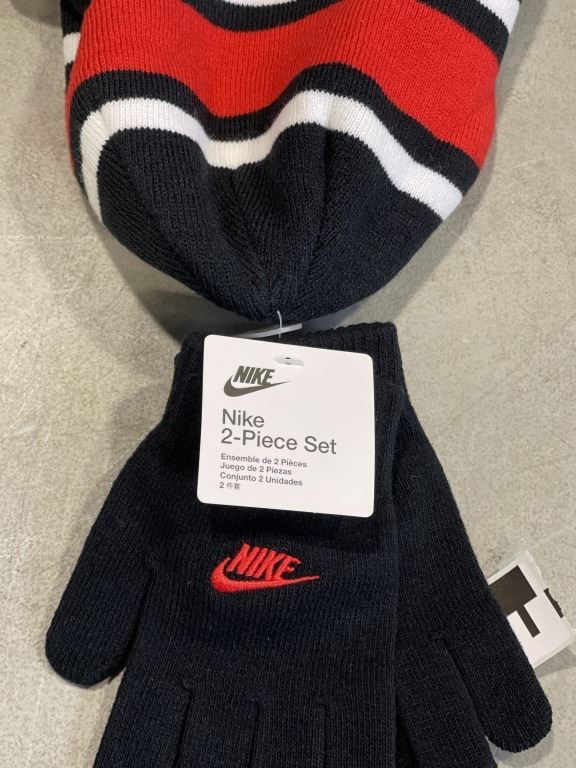 NIKE
Nike
2-Piece Set
Ensemble de 2 Pièces
Juego de 2 Piezas
Conjunto 2 Unidades
2 件套
NIKE